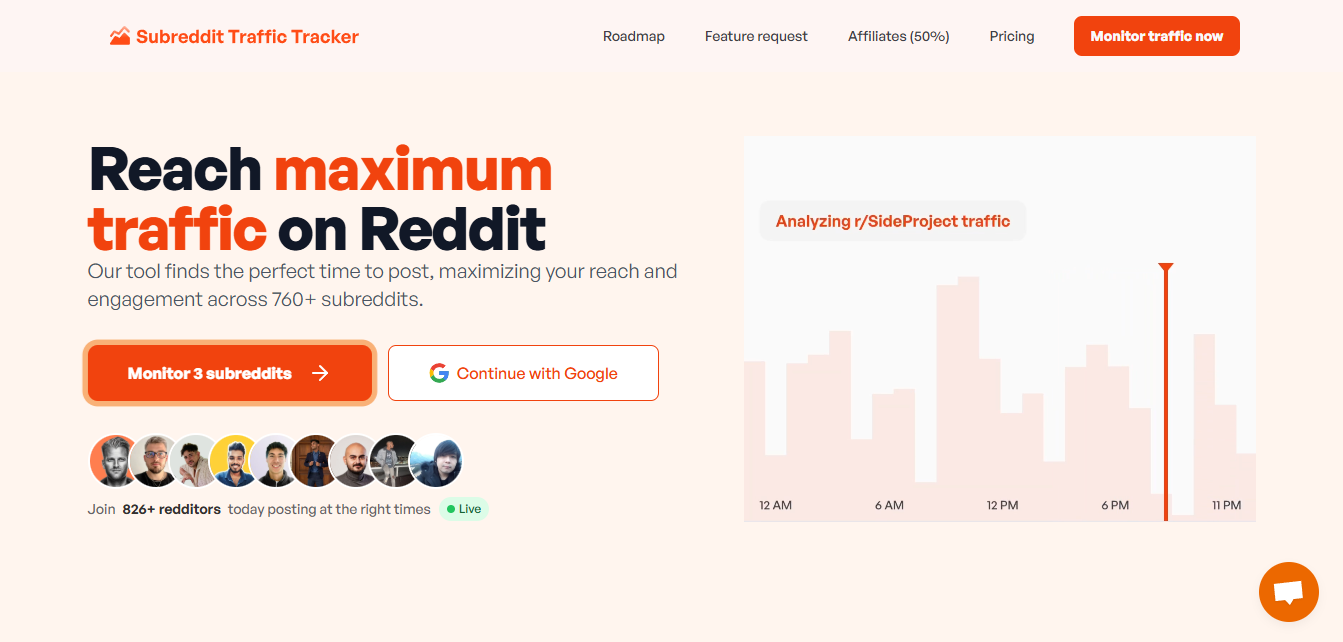 Subreddit Traffic Tracker
Roadmap
Feature request
Affiliates (50%)
Pricing
Monitor traffic now
Reach maximum
traffic on Reddit
Our tool finds the perfect time to post, maximizing your reach and
engagement across 760+ subreddits.
Monitor 3 subreddits
Continue with Google
Join 826+ redditors today posting at the right times
Live
Analyzing r/SideProject traffic
12 AM
6 AM
12 PM
6 PM
11 PM